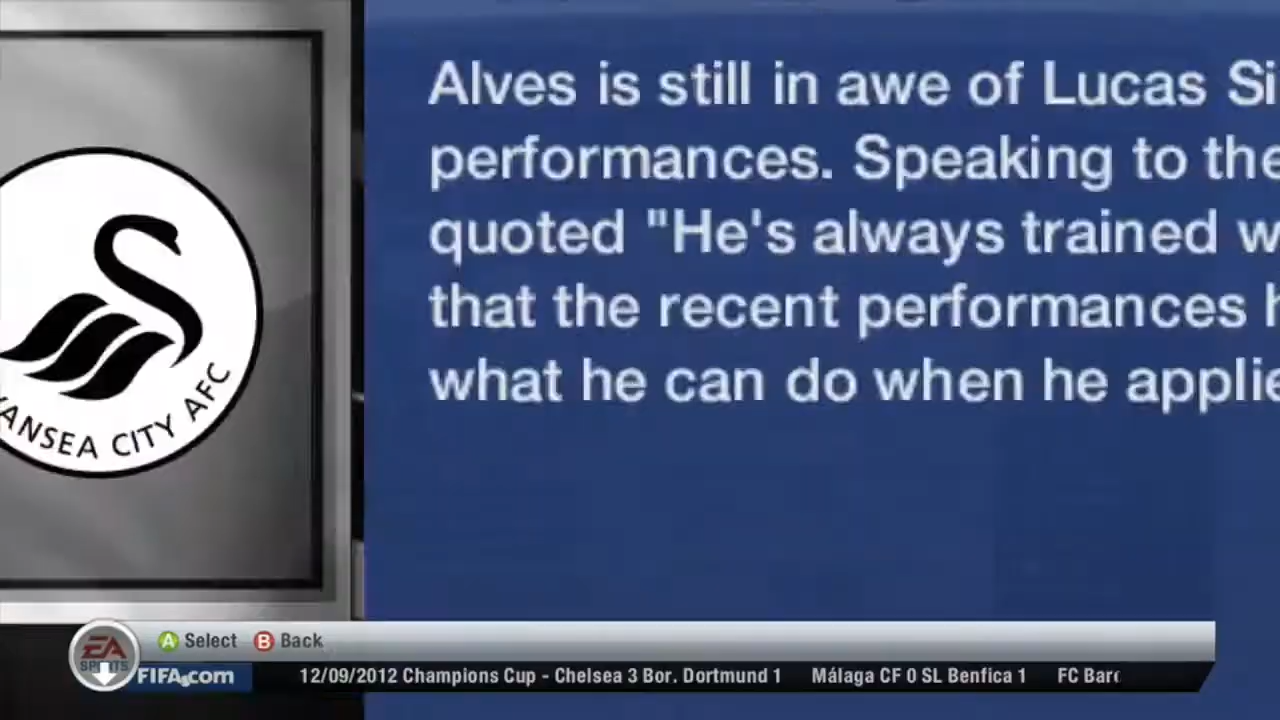 Alves is still in awe of Lucas Si
performances. Speaking to the
quoted "He's always trained w
that the recent performances h
what he can do when he applie
ANSEA CITY AFC
A Select B Back
EA
SPORTS
FIFA.com
12/09/2012 Champions Cup - Chelsea 3 Bor. Dortmund 1 Málaga CF 0 SL Benfica 1 FC Barc